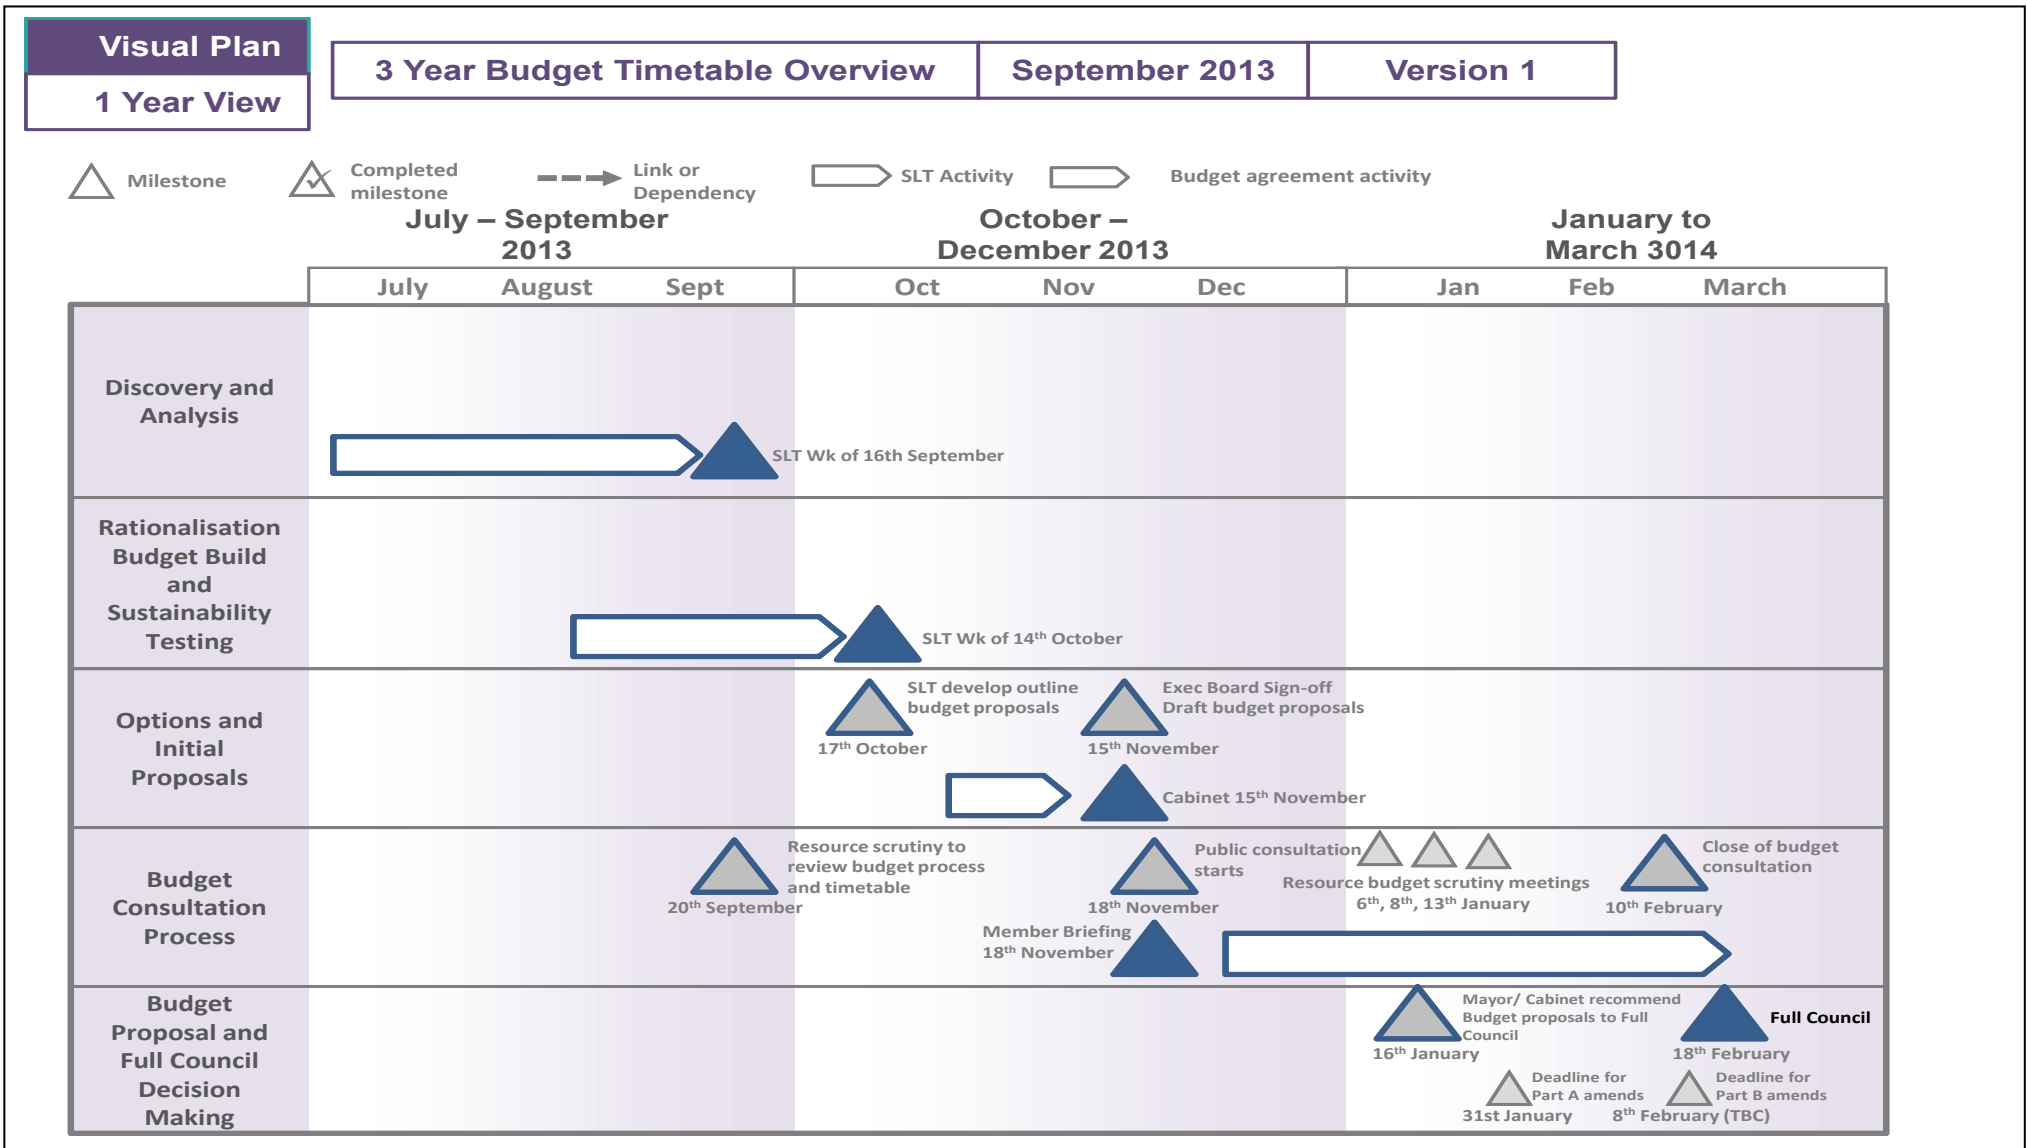 Visual Plan
1 Year View
3 Year Budget Timetable Overview
September 2013
Version 1
Milestone
Completed
milestone
Link or
Dependency
SLT Activity
Budget agreement activity
July – September
2013
October –
December 2013
January to
March 3014
July
August
Sept
Oct
Nov
Dec
Jan
Feb
March
Discovery and
Analysis
SLT Wk of 16th September
Rationalisation
Budget Build
and
Sustainability
Testing
SLT Wk of 14th October
Options and
Initial
Proposals
SLT develop outline
budget proposals
17th October
Exec Board Sign-off
Draft budget proposals
15th November
Cabinet 15th November
Budget
Consultation
Process
Resource scrutiny to
review budget process
and timetable
20th September
Public consultation
starts
18th November
Member Briefing
18th November
Resource budget scrutiny meetings
6th, 8th, 13th January
Close of budget
consultation
10th February
Budget
Proposal and
Full Council
Decision
Making
Mayor/ Cabinet recommend
Budget proposals to Full
Council
16th January
Full Council
18th February
Deadline for
Part A amends
31st January
Deadline for
Part B amends
8th February (TBC)